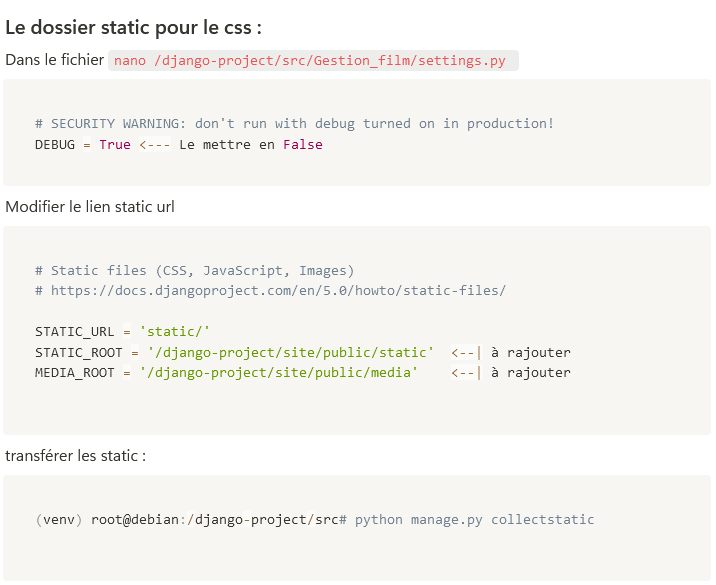 Le dossier static pour le css :
Dans le fichier nano /django-project/src/Gestion_film/settings.py
# SECURITY WARNING: don't run with debug turned on in production!
DEBUG = True <--- Le mettre en False
Modifier le lien static url
# Static files (CSS, JavaScript, Images)
# https://docs.djangoproject.com/en/5.0/howto/static-files/
STATIC_URL = 'static/'
STATIC_ROOT = '/django-project/site/public/static'  <--| à rajouter
MEDIA_ROOT = '/django-project/site/public/media'    <--| à rajouter
transférer les static :
(venv) root@debian:/django-project/src# python manage.py collectstatic